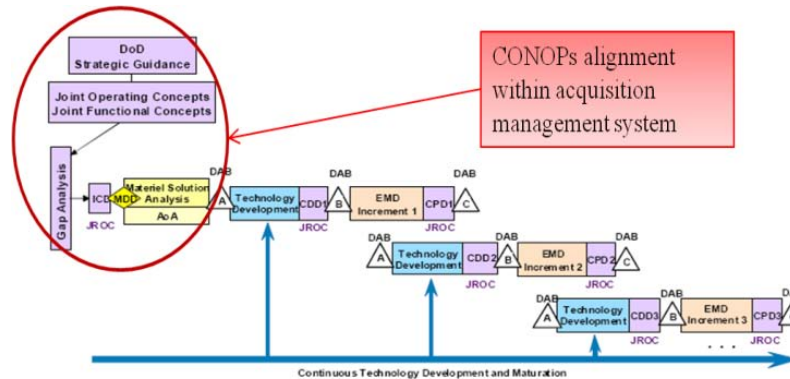 DoD
Strategic Guidance
CONOPs alignment
within acquisition
management system
Joint Operating Concepts
Joint Functional Concepts
Gap Analysis
ICD
JROC
MDD
Materiel Solution
Analysis
AoA
DAB
A
Technology
Development
CDD1
JROC
DAB
B
EMD
Increment 1
CPD1
JROC
DAB
C
DAB
A
Technology
Development
CDD2
JROC
DAB
B
EMD
Increment 2
CPD2
JROC
DAB
C
DAB
A
Technology
Development
CDD3
JROC
DAB
B
EMD
Increment 3
. . .
CPD3
JROC
Continuous Technology Development and Maturation